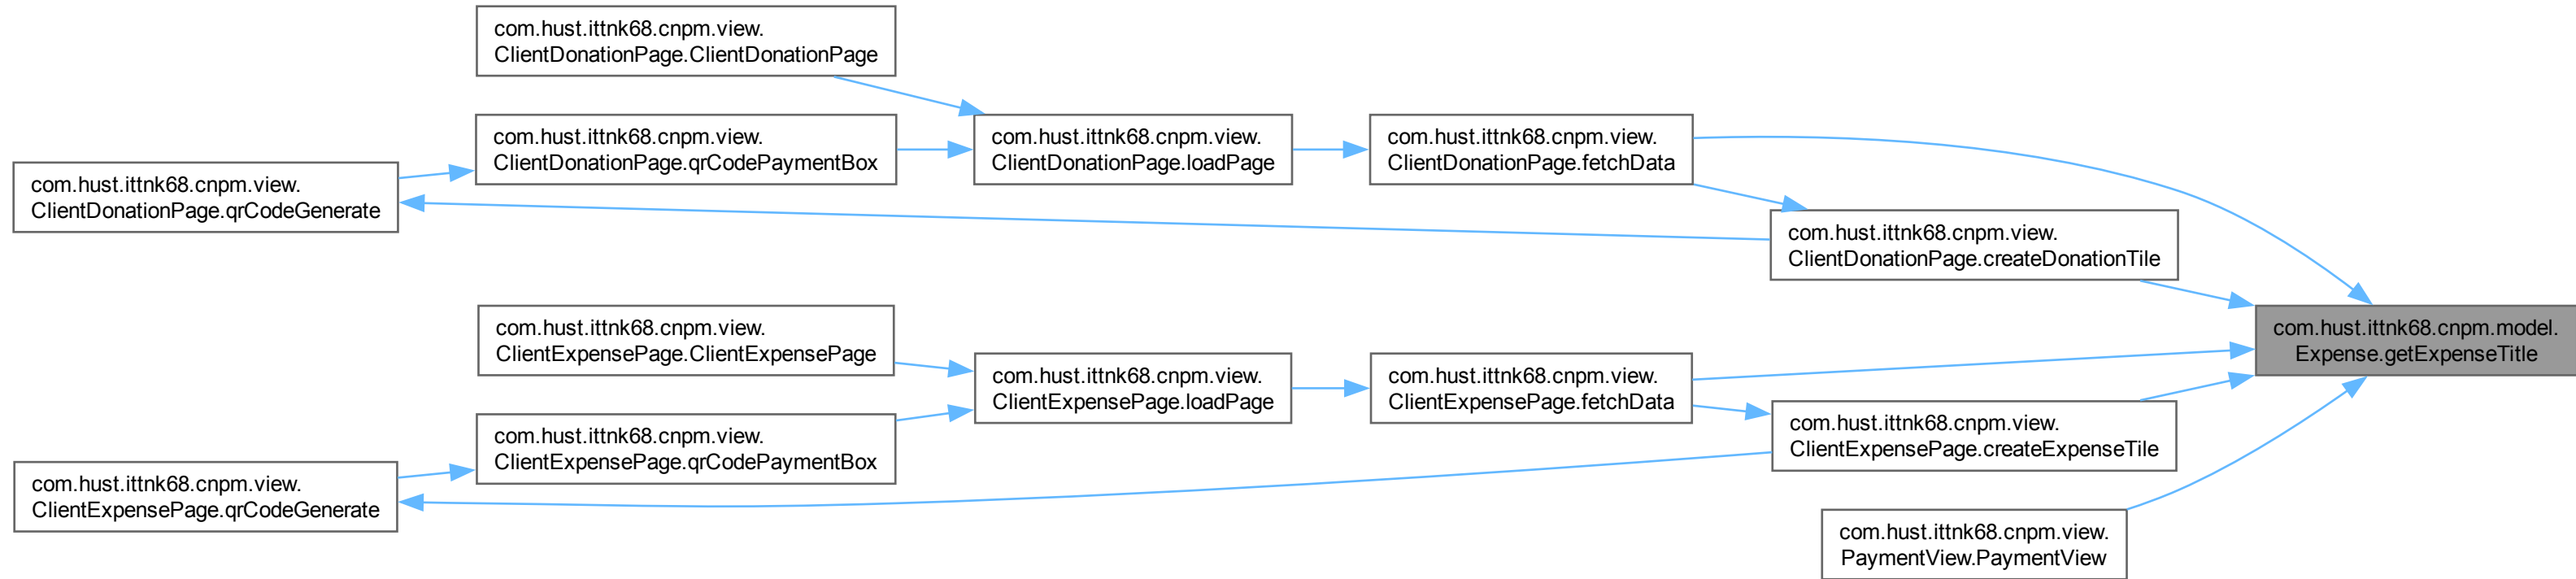 com.hust.ittnk68.cnpm.view.
ClientDonationPage.ClientDonationPage
com.hust.ittnk68.cnpm.view.
ClientDonationPage.qrCodePaymentBox
com.hust.ittnk68.cnpm.view.
ClientDonationPage.loadPage
com.hust.ittnk68.cnpm.view.
ClientDonationPage.fetchData
com.hust.ittnk68.cnpm.view.
ClientDonationPage.qrCodeGenerate
com.hust.ittnk68.cnpm.view.
ClientDonationPage.createDonationTile
com.hust.ittnk68.cnpm.model.
Expense.getExpenseTitle
com.hust.ittnk68.cnpm.view.
ClientExpensePage.ClientExpensePage
com.hust.ittnk68.cnpm.view.
ClientExpensePage.loadPage
com.hust.ittnk68.cnpm.view.
ClientExpensePage.fetchData
com.hust.ittnk68.cnpm.view.
ClientExpensePage.qrCodePaymentBox
com.hust.ittnk68.cnpm.view.
ClientExpensePage.createExpenseTile
com.hust.ittnk68.cnpm.view.
ClientExpensePage.qrCodeGenerate
com.hust.ittnk68.cnpm.view.
PaymentView.PaymentView